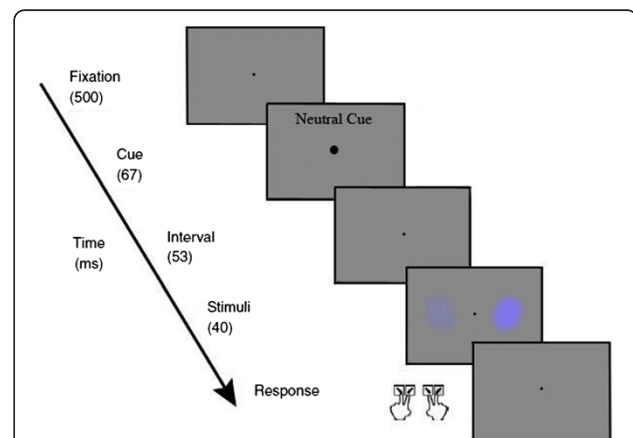 Fixation
(500)
Neutral Cue
Cue
(67)
Interval
(53)
Time
(ms)
Stimuli
(40)
Response